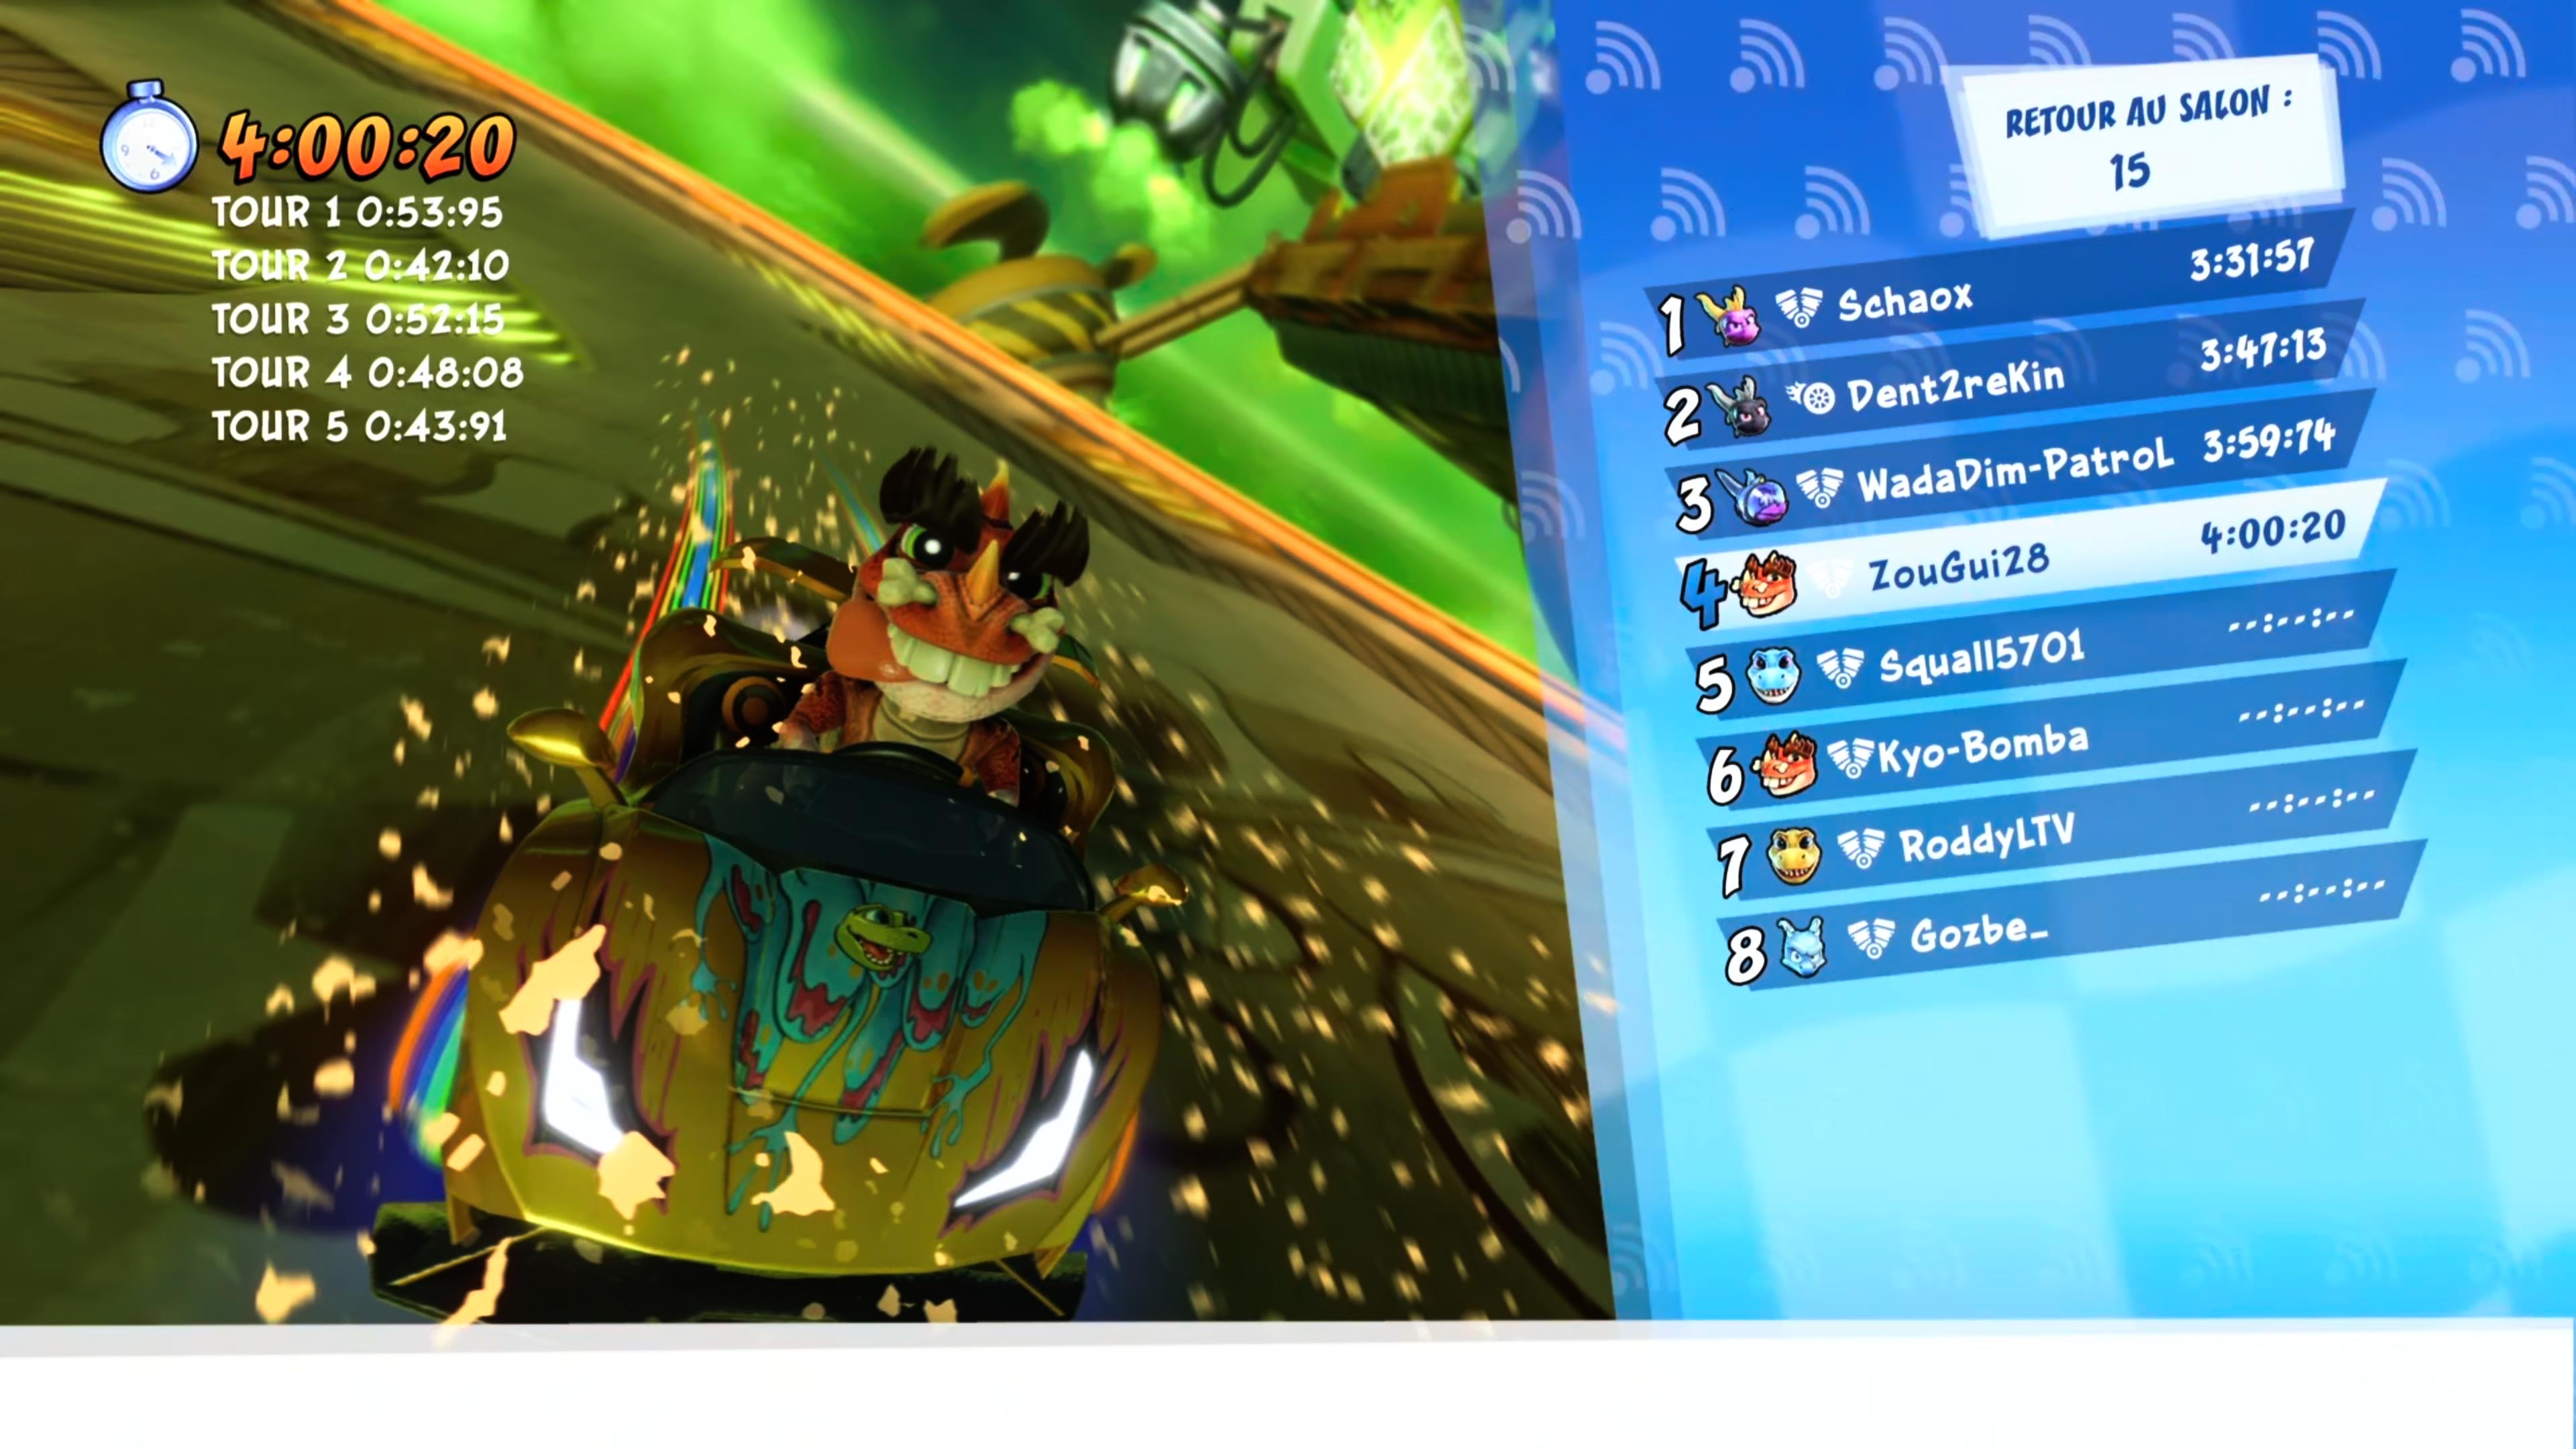 4:00:20
TOUR 1 0:53:95
TOUR 2 0:42:10
TOUR 3 0:52:15
TOUR 4 0:48:08
TOUR 5 0:43:91
RETOUR AU SALON :
15
1 Schaox 3:31:57
2 Dent2reKin 3:47:13
3 WadaDim-PatroL 3:59:74
4 ZouGui28 4:00:20
5 Squall5701 --:--:--
6 Kyo-Bomba --:--:--
7 RoddyLTV --:--:--
8 Gozbe_ --:--:--